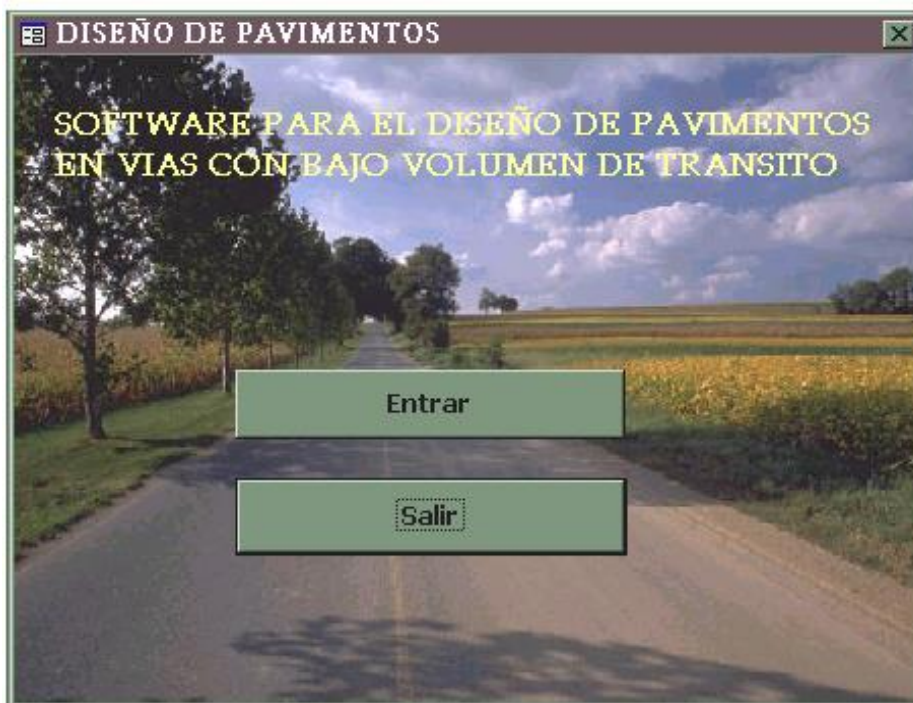 DISEÑO DE PAVIMENTOS
SOFTWARE PARA EL DISEÑO DE PAVIMENTOS
EN VIAS CON BAJO VOLUMEN DE TRANSITO
Entrar
Salir